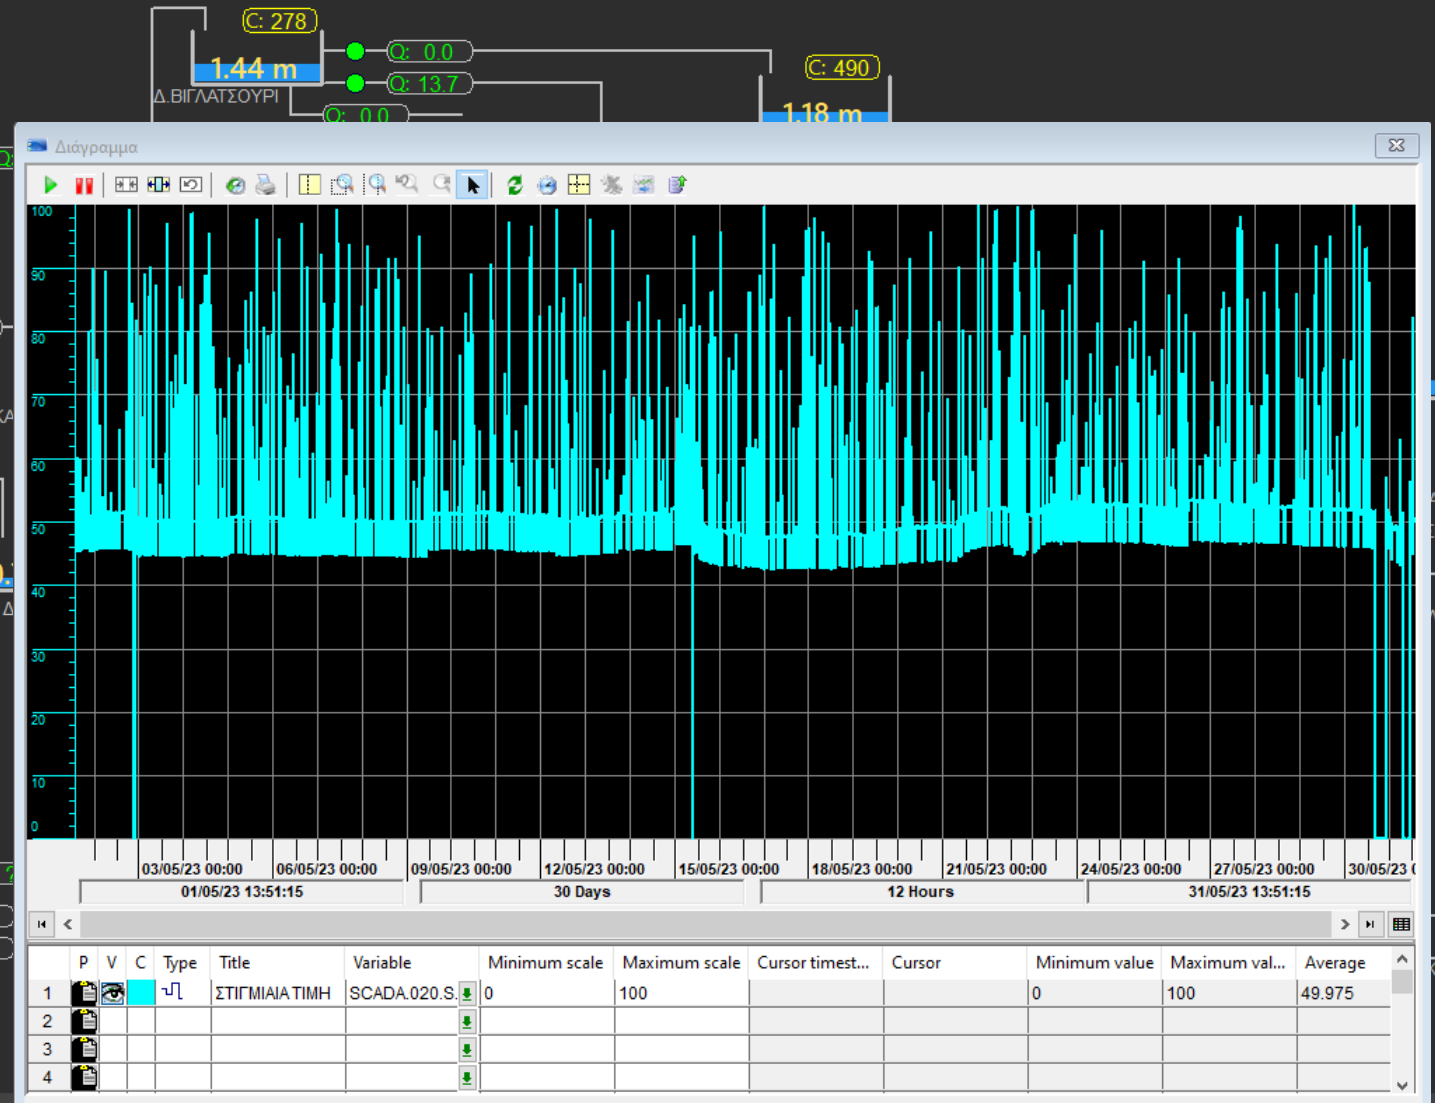 C: 278
Q: 0.0
1.44 m
Q: 13.7
C: 490
Δ.ΒΙΓΛΑΤΣΟΥΡΙ
Q: 0.0
1.18 m
Διάγραμμα
100
90
80
70
60
50
40
30
20
10
0
03/05/23 00:00 06/05/23 00:00 09/05/23 00:00 12/05/23 00:00 15/05/23 00:00 18/05/23 00:00 21/05/23 00:00 24/05/23 00:00 27/05/23 00:00 30/05/23
01/05/23 13:51:15 30 Days 12 Hours 31/05/23 13:51:15
P V C Type Title Variable Minimum scale Maximum scale Cursor timest... Cursor Minimum value Maximum val... Average
1 ΣΤΙΓΜΙΑΙΑ ΤΙΜΗ SCADA.020.S. 0 100 0 100 49.975
2
3
4